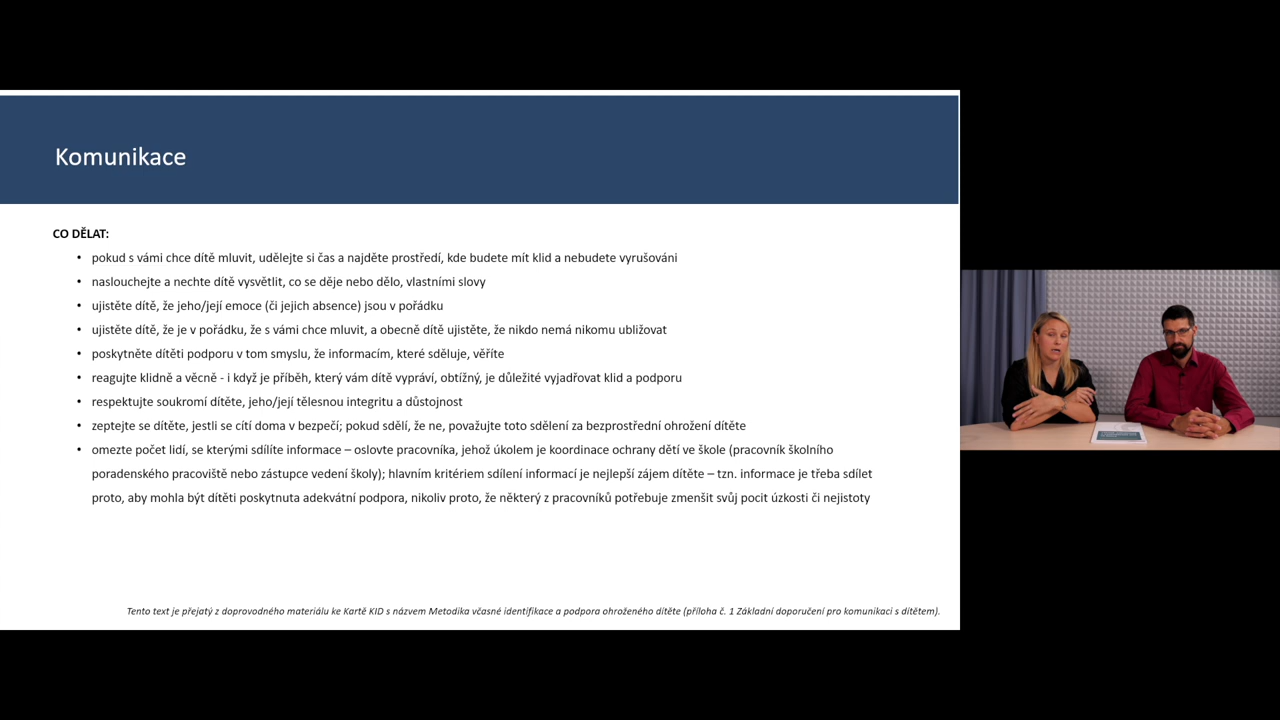 Komunikace
CO DĚLAT:
• pokud s vámi chce dítě mluvit, udělejte si čas a najděte prostředí, kde budete mít klid a nebudete vyrušováni
• naslouchejte a nechte dítě vysvětlit, co se děje nebo dělo, vlastními slovy
• ujistěte dítě, že jeho/její emoce (či jejich absence) jsou v pořádku
• ujistěte dítě, že je v pořádku, že s vámi chce mluvit, a obecně dítě ujistěte, že nikdo nemá nikomu ubližovat
• poskytněte dítěti podporu v tom smyslu, že informacím, které sděluje, věříte
• reagujte klidně a věcně - i když je příběh, který vám dítě vypráví, obtížný, je důležité vyjadřovat klid a podporu
• respektujte soukromí dítěte, jeho/její tělesnou integritu a důstojnost
• zeptejte se dítěte, jestli se cítí doma v bezpečí; pokud sdělí, že ne, považujte toto sdělení za bezprostřední ohrožení dítěte
• omezte počet lidí, se kterými sdílíte informace – oslovte pracovníka, jehož úkolem je koordinace ochrany dětí ve škole (pracovník školního
poradenského pracoviště nebo zástupce vedení školy); hlavním kritériem sdílení informací je nejlepší zájem dítěte – tzn. informace je třeba sdílet
proto, aby mohla být dítěti poskytnuta adekvátní podpora, nikoliv proto, že některý z pracovníků potřebuje zmenšit svůj pocit úzkosti či nejistoty
Tento text je přejatý z doprovodného materiálu ke Kartě KID s názvem Metodika včasné identifikace a podpora ohroženého dítěte (příloha č. 1 Základní doporučení pro komunikaci s dítětem).